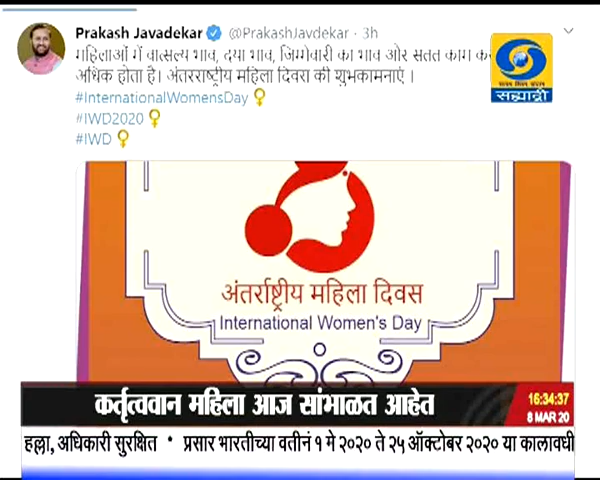 Prakash Javadekar @PrakashJavdekar · 3h
महिलाओं में वात्सल्य भाव, दया भाव, जिम्मेवारी का भाव और सतत काम
अधिक होता है। अंतरराष्ट्रीय महिला दिवस की शुभकामनाएं ।
#InternationalWomensDay
#IWD2020
#IWD
सह्याद्री
अंतर्राष्ट्रीय महिला दिवस
International Women's Day
कर्तृत्ववान महिला आज सांभाळत आहेत
16:34:37
8 MAR 20
हल्ला, अधिकारी सुरक्षित * प्रसार भारतीच्या वतीनं १ मे २०२० ते २५ ऑक्टोबर २०२० या कालावधी